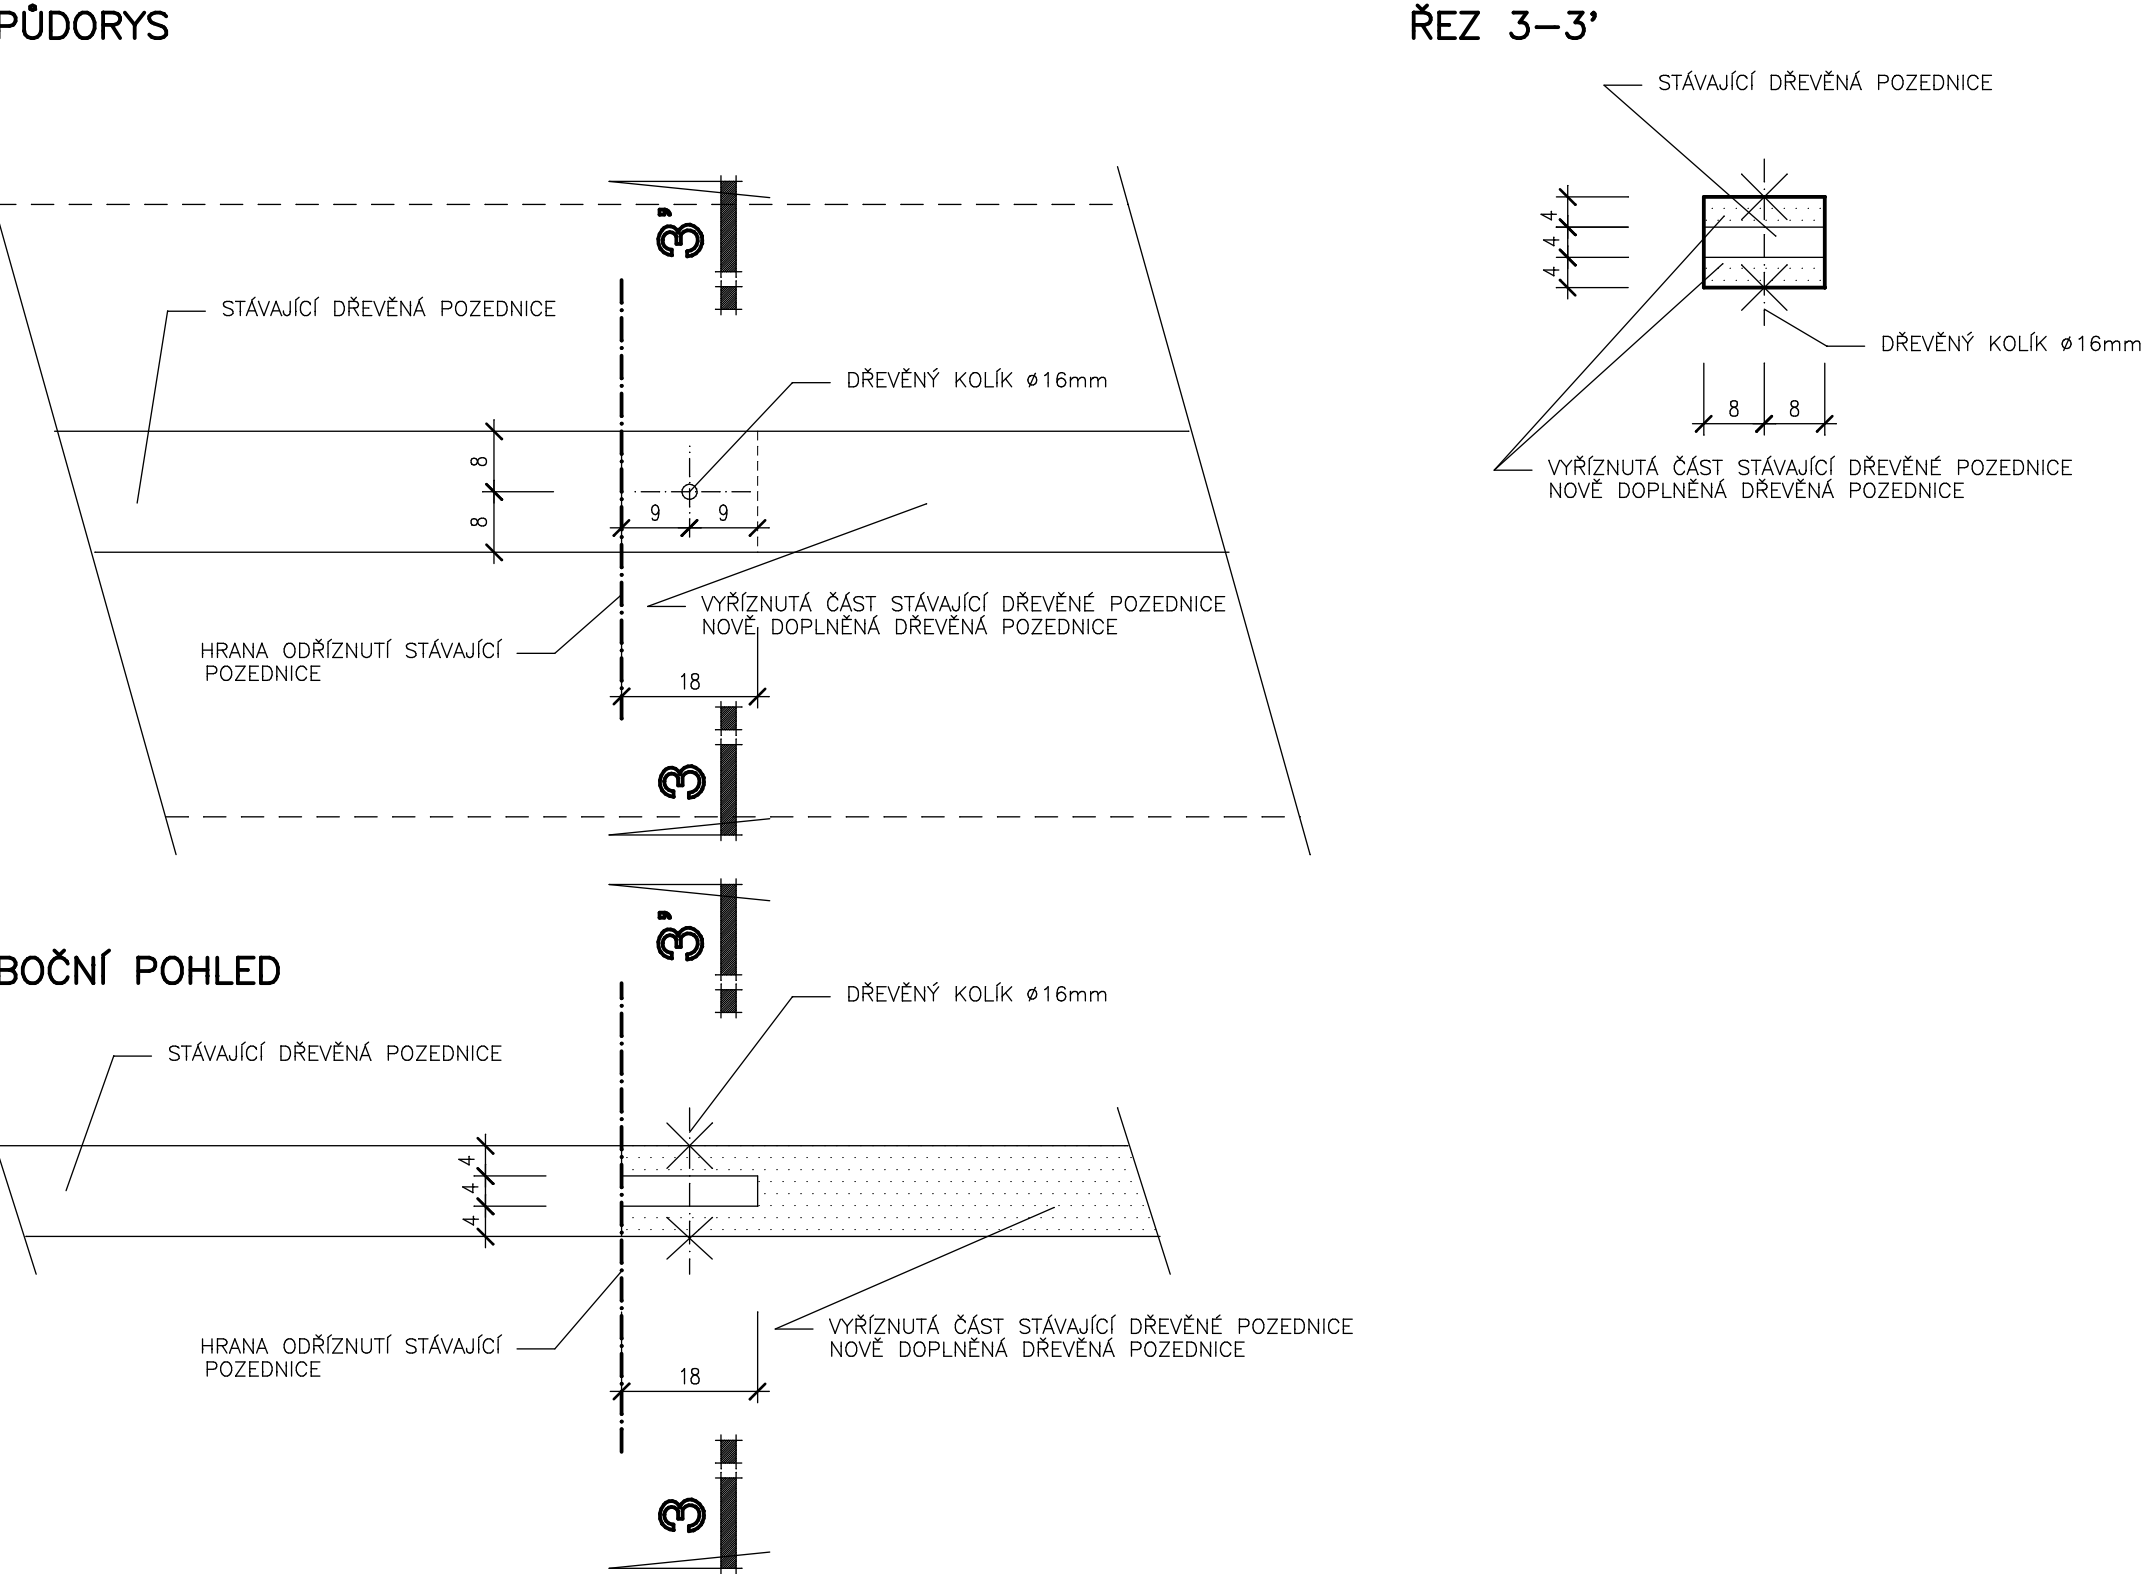 PŮDORYS
ŘEZ 3–3'
STÁVAJÍCÍ DŘEVĚNÁ POZEDNICE
4
4
4
DŘEVĚNÝ KOLÍK ø16mm
8
8
VYŘÍZNUTÁ ČÁST STÁVAJÍCÍ DŘEVĚNÉ POZEDNICE
NOVĚ DOPLNĚNÁ DŘEVĚNÁ POZEDNICE
3'
STÁVAJÍCÍ DŘEVĚNÁ POZEDNICE
DŘEVĚNÝ KOLÍK ø16mm
8
8
9
9
VYŘÍZNUTÁ ČÁST STÁVAJÍCÍ DŘEVĚNÉ POZEDNICE
NOVĚ DOPLNĚNÁ DŘEVĚNÁ POZEDNICE
HRANA ODŘÍZNUTÍ STÁVAJÍCÍ
POZEDNICE
18
3
3'
BOČNÍ POHLED
DŘEVĚNÝ KOLÍK ø16mm
STÁVAJÍCÍ DŘEVĚNÁ POZEDNICE
4
4
4
VYŘÍZNUTÁ ČÁST STÁVAJÍCÍ DŘEVĚNÉ POZEDNICE
NOVĚ DOPLNĚNÁ DŘEVĚNÁ POZEDNICE
HRANA ODŘÍZNUTÍ STÁVAJÍCÍ
POZEDNICE
18
3